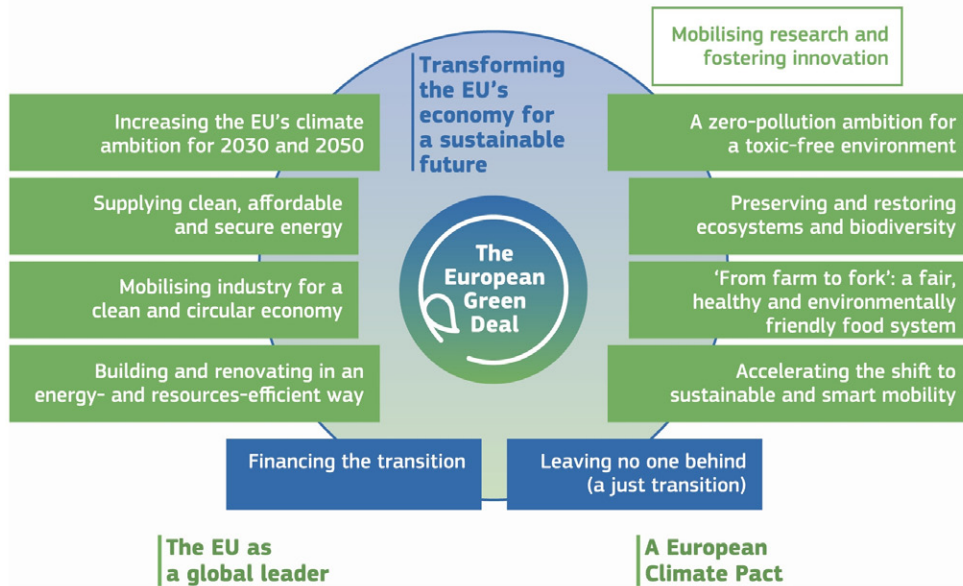 Mobilising research and
fostering innovation
Transforming
the EU's
economy for
a sustainable
future
Increasing the EU's climate
ambition for 2030 and 2050
Supplying clean, affordable
and secure energy
Mobilising industry for a
clean and circular economy
Building and renovating in an
energy- and resources-efficient way
The
European
Green
Deal
A zero-pollution ambition for
a toxic-free environment
Preserving and restoring
ecosystems and biodiversity
‘From farm to fork’: a fair,
healthy and environmentally
friendly food system
Accelerating the shift to
sustainable and smart mobility
Financing the transition
Leaving no one behind
(a just transition)
The EU as
a global leader
A European
Climate Pact